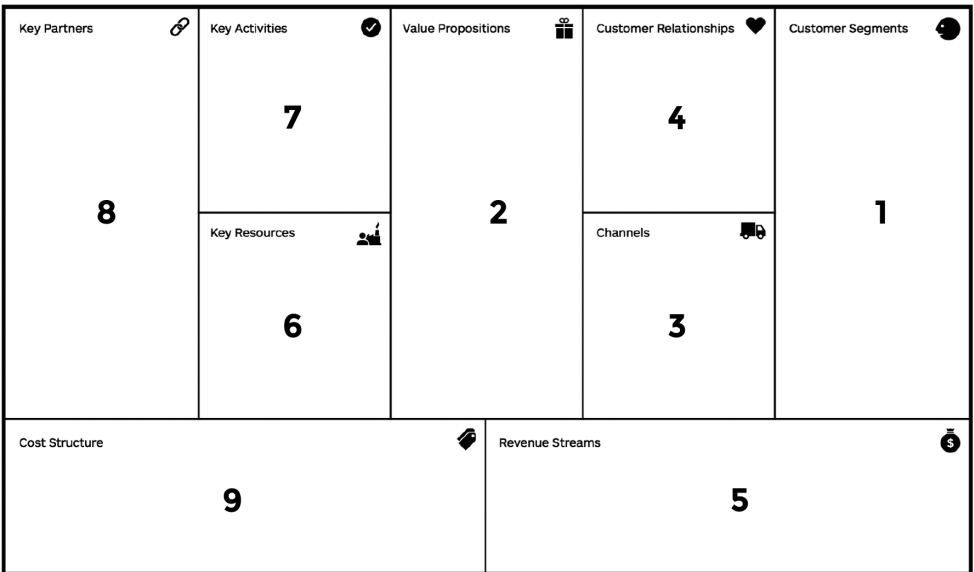 Key Partners
8
Key Activities
7
Key Resources
6
Value Propositions
2
Customer Relationships
4
Channels
3
Customer Segments
1
Cost Structure
9
Revenue Streams
$
5